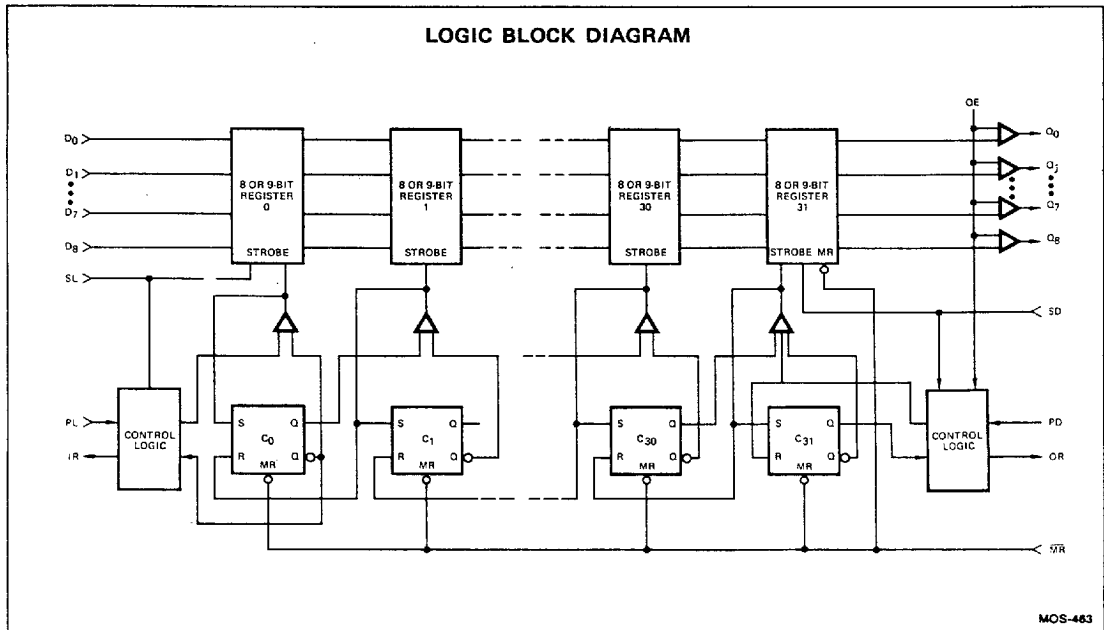 LOGIC BLOCK DIAGRAM
OE
D0
D1
D7
D8
SL
8 OR 9-BIT
REGISTER
0
STROBE
8 OR 9-BIT
REGISTER
1
STROBE
8 OR 9-BIT
REGISTER
30
STROBE
8 OR 9-BIT
REGISTER
31
STROBE MR
Q0
Q1
Q7
Q8
SD
PL
IR
CONTROL
LOGIC
S Q
C0
R Q
MR
S Q
C1
R Q
MR
S Q
C30
R Q
MR
S Q
C31
R Q
MR
CONTROL
LOGIC
PD
OR
MR
MOS-463